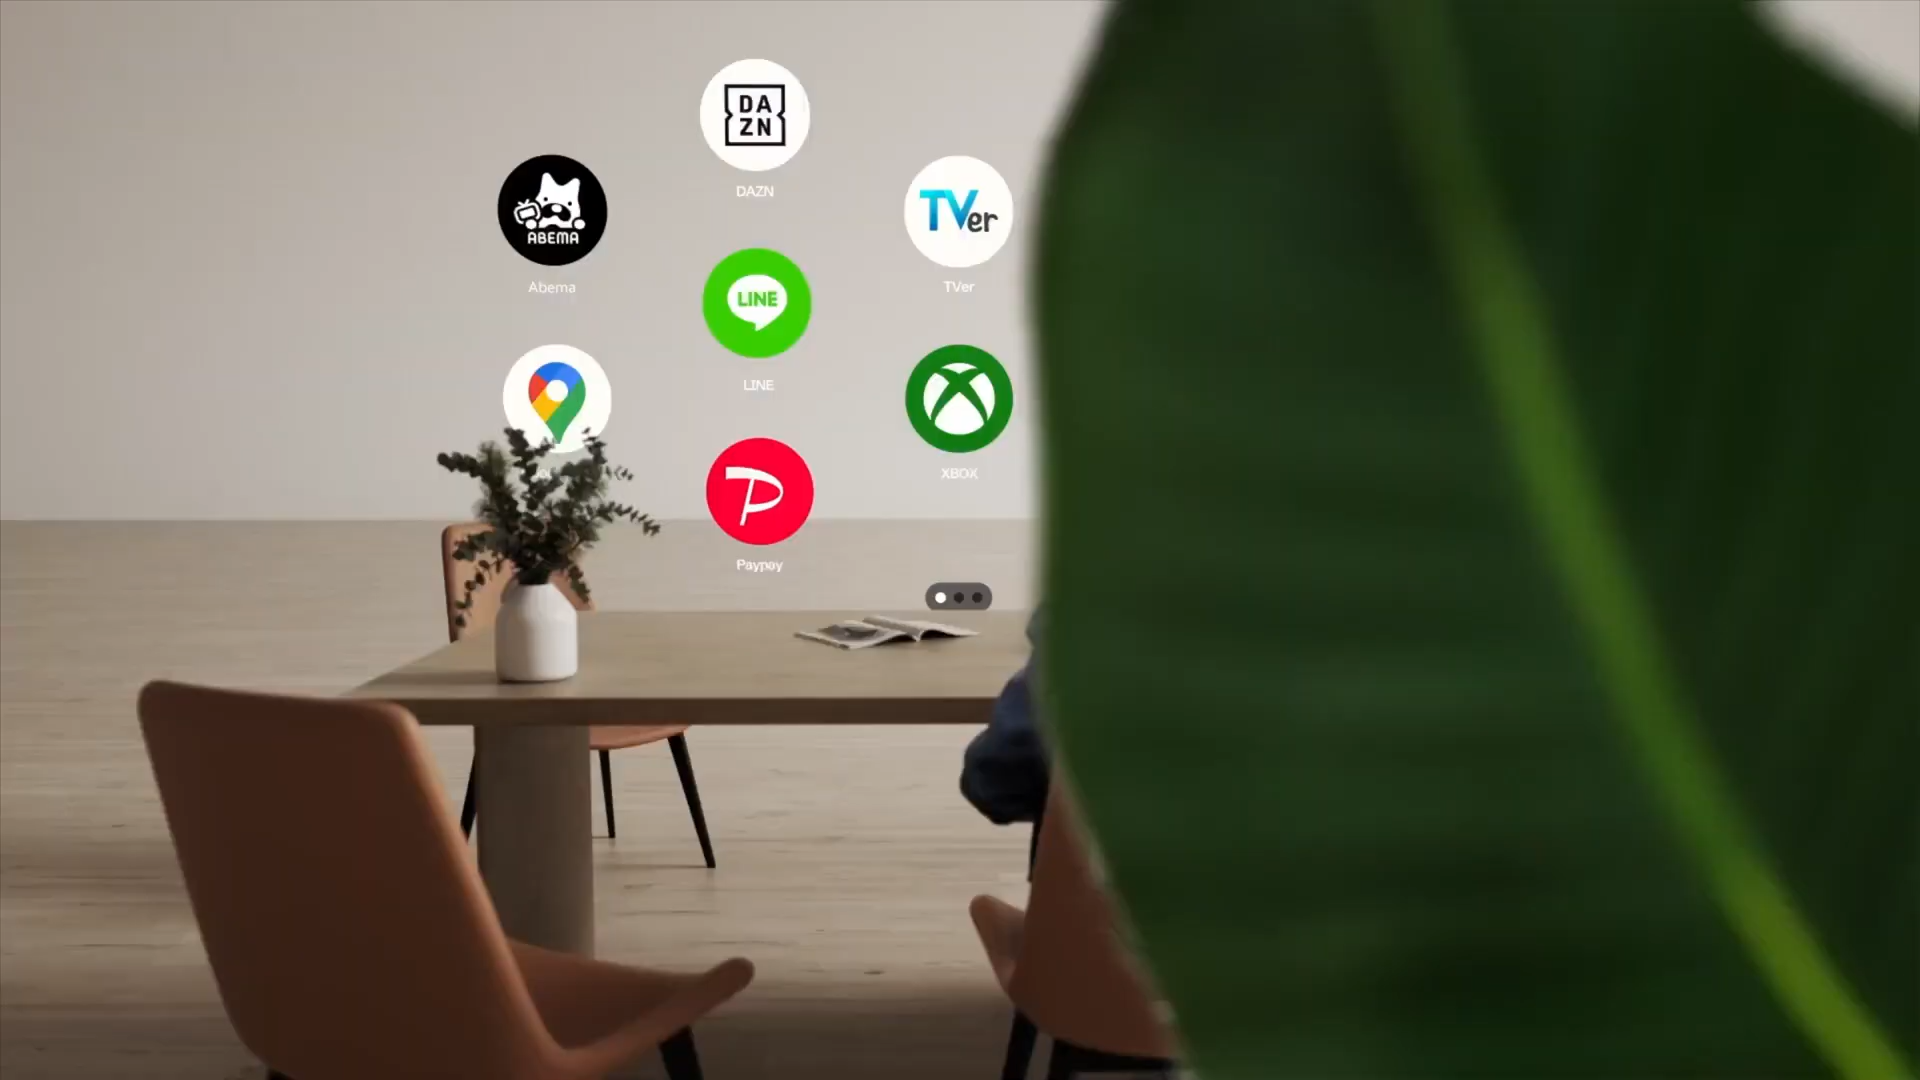 DA
ZN
DAZN
ABEMA
Abema
TVer
TVer
LINE
LINE
XBOX
Paypay